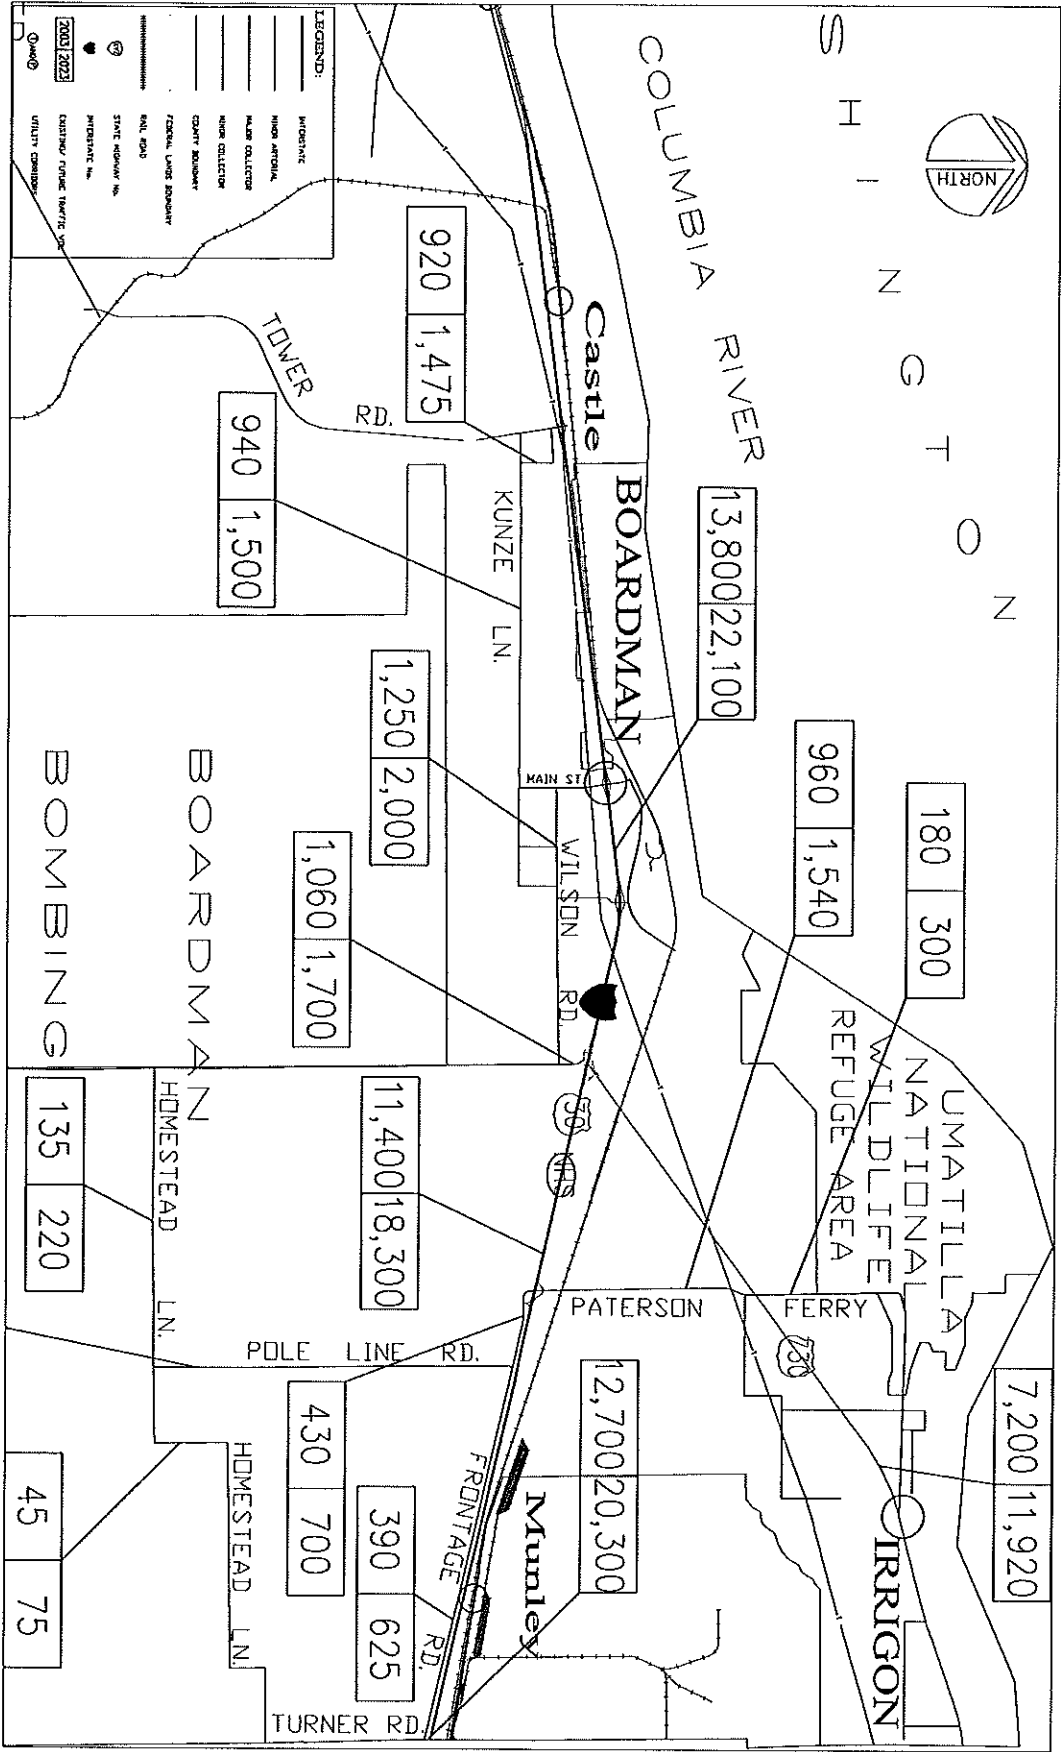 WASHINGTON
NORTH
COLUMBIA RIVER
LEGEND:
INTERSTATE
MINOR ARTERIAL
MAJOR COLLECTOR
MINOR COLLECTOR
COUNTY BOUNDARY
FEDERAL LANDS BOUNDARY
RAIL ROAD
STATE HIGHWAY NO.
INTERSTATE No.
2003 2023
EXISTING/ FUTURE TRAFFIC VOL
UTILITY CORRIDORS
Castle
BOARDMAN
IRRIGON
Munley
920 1,475
940 1,500
13,800 22,100
960 1,540
180 300
1,250 2,000
1,060 1,700
7,200 11,920
11,400 18,300
12,700 20,300
135 220
430 700
390 625
45 75
TOWER RD.
KUNZE LN.
MAIN ST
WILSON RD.
UMATILLA
NATIONAL
WILDLIFE
REFUGE AREA
30
730
PATERSON FERRY
BOARDMAN
BOMBING
HOMESTEAD LN.
POLE LINE RD.
HOMESTEAD LN.
FRONTAGE RD.
TURNER RD.